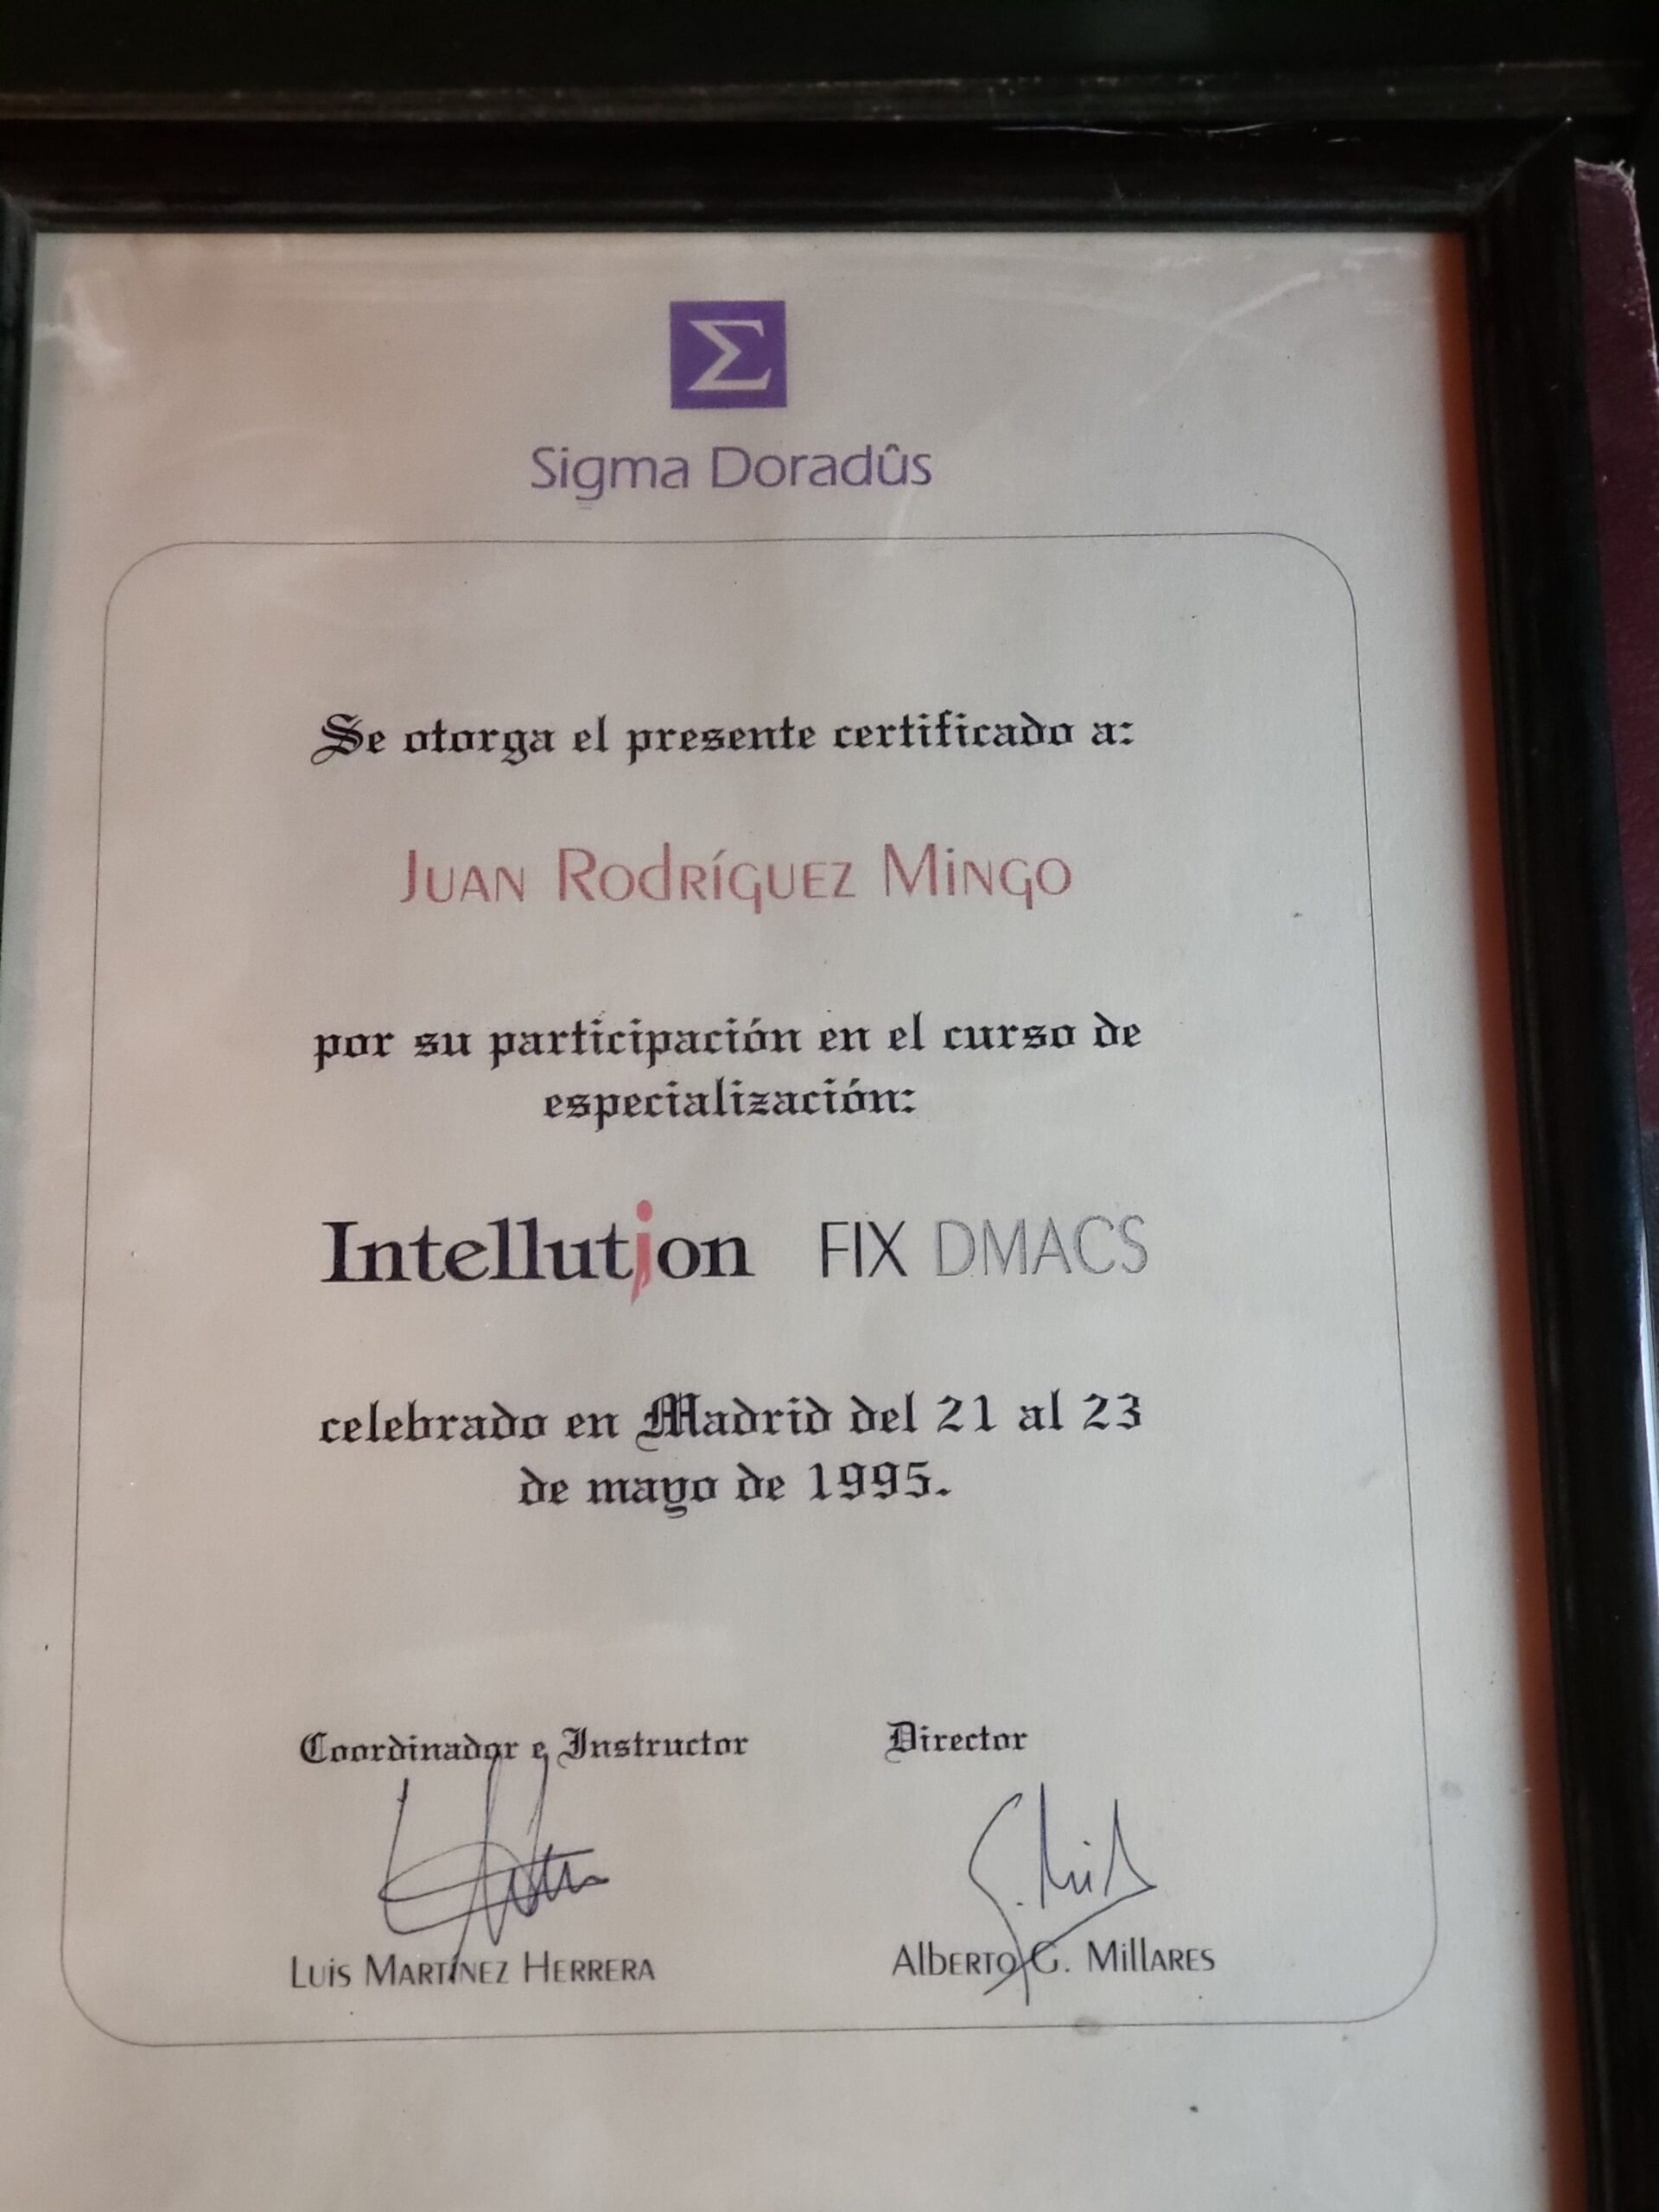 Σ
Sigma Doradûs
Se otorga el presente certificado a:
Juan Rodríguez Mingo
por su participación en el curso de
especialización:
Intellution FIX DMACS
celebrado en Madrid del 21 al 23
de mayo de 1995.
Coordinador e Instructor Director
Luis Martínez Herrera Alberto G. Millares